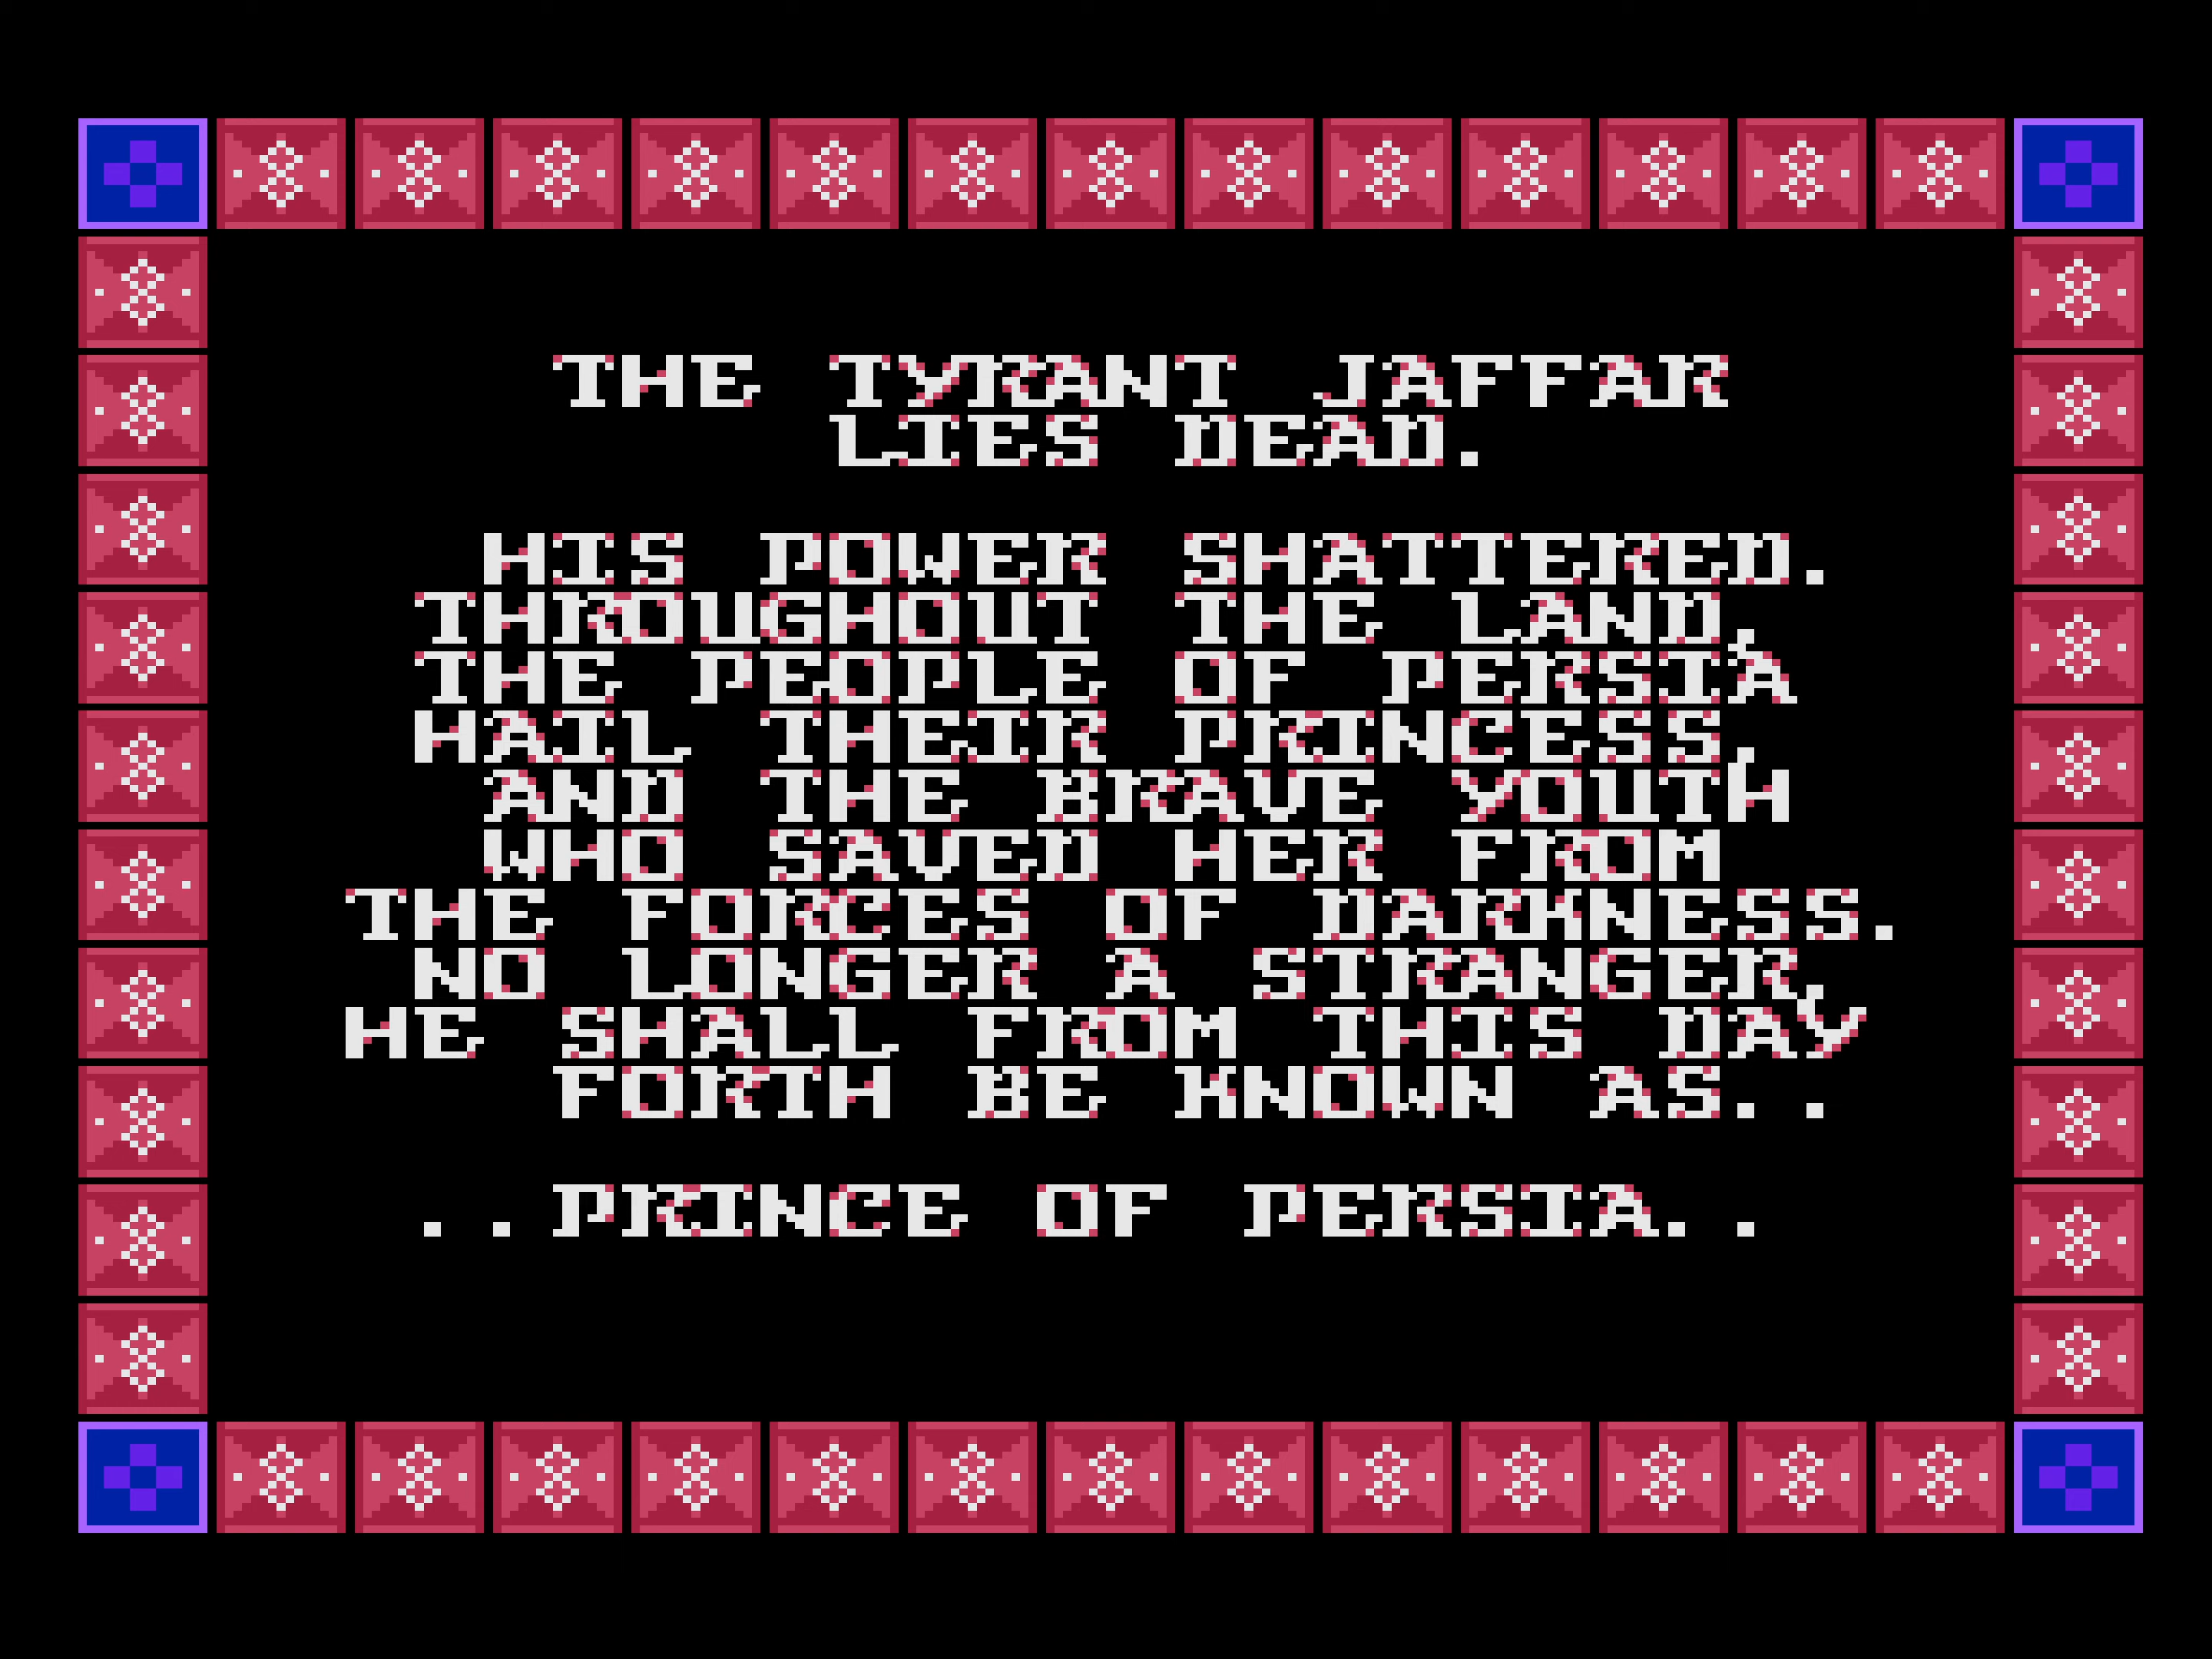 THE TYRANT JAFFAR
LIES DEAD.
HIS POWER SHATTERED.
THROUGHOUT THE LAND,
THE PEOPLE OF PERSIA
HAIL THEIR PRINCESS,
AND THE BRAVE YOUTH
WHO SAVED HER FROM
THE FORCES OF DARKNESS.
NO LONGER A STRANGER,
HE SHALL FROM THIS DAY
FORTH BE KNOWN AS..
..PRINCE OF PERSIA..